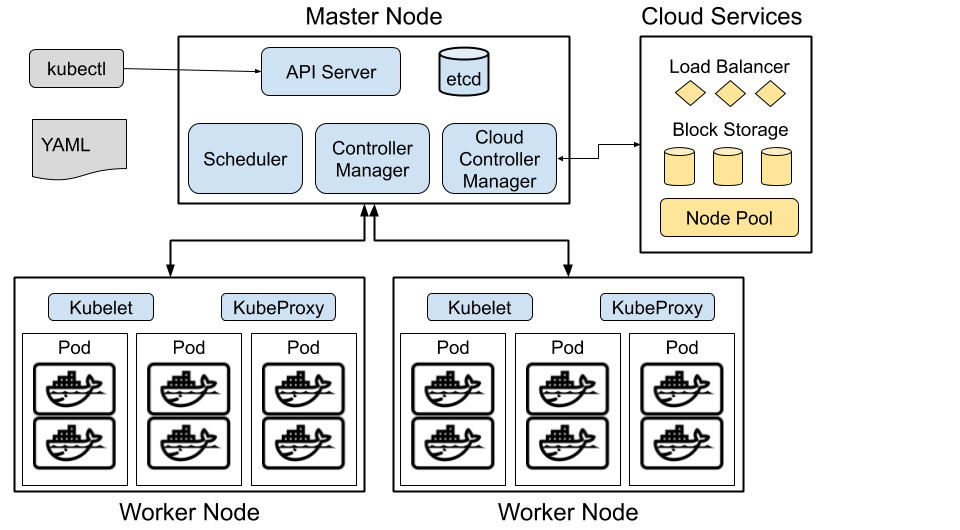 Master Node
Cloud Services
kubectl
API Server
etcd
Load Balancer
YAML
Scheduler
Controller
Manager
Cloud
Controller
Manager
Block Storage
Node Pool
Kubelet
KubeProxy
Pod
Pod
Pod
Worker Node
Kubelet
KubeProxy
Pod
Pod
Pod
Worker Node